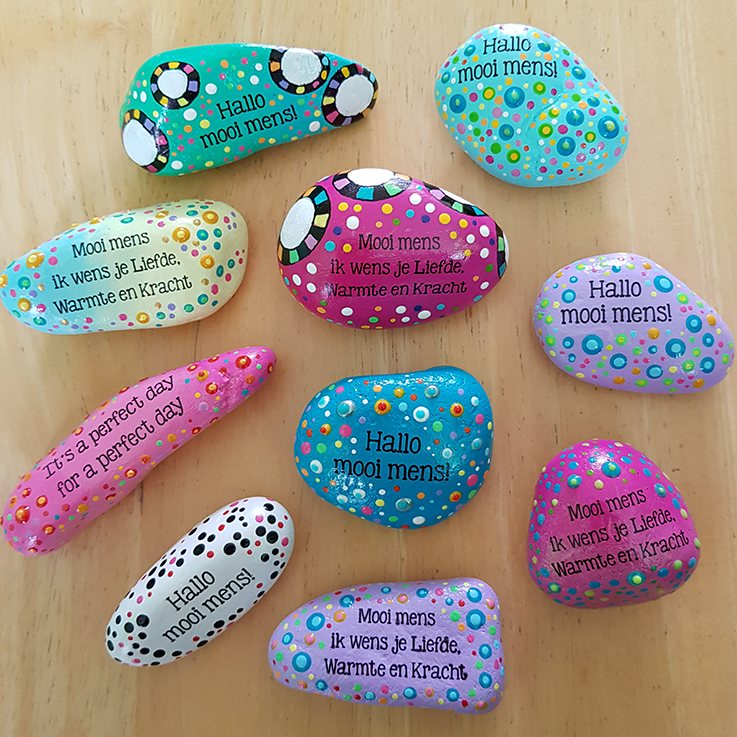 Hallo
mooi mens!
Hallo
mooi mens!
Mooi mens
ik wens je Liefde,
Warmte en Kracht
Mooi mens
ik wens je Liefde,
Warmte en Kracht
Hallo
mooi mens!
It's a perfect day
for a perfect day
Hallo
mooi mens!
Mooi mens
ik wens je Liefde,
Warmte en Kracht
Hallo
mooi mens!
Mooi mens
ik wens je Liefde,
Warmte en Kracht